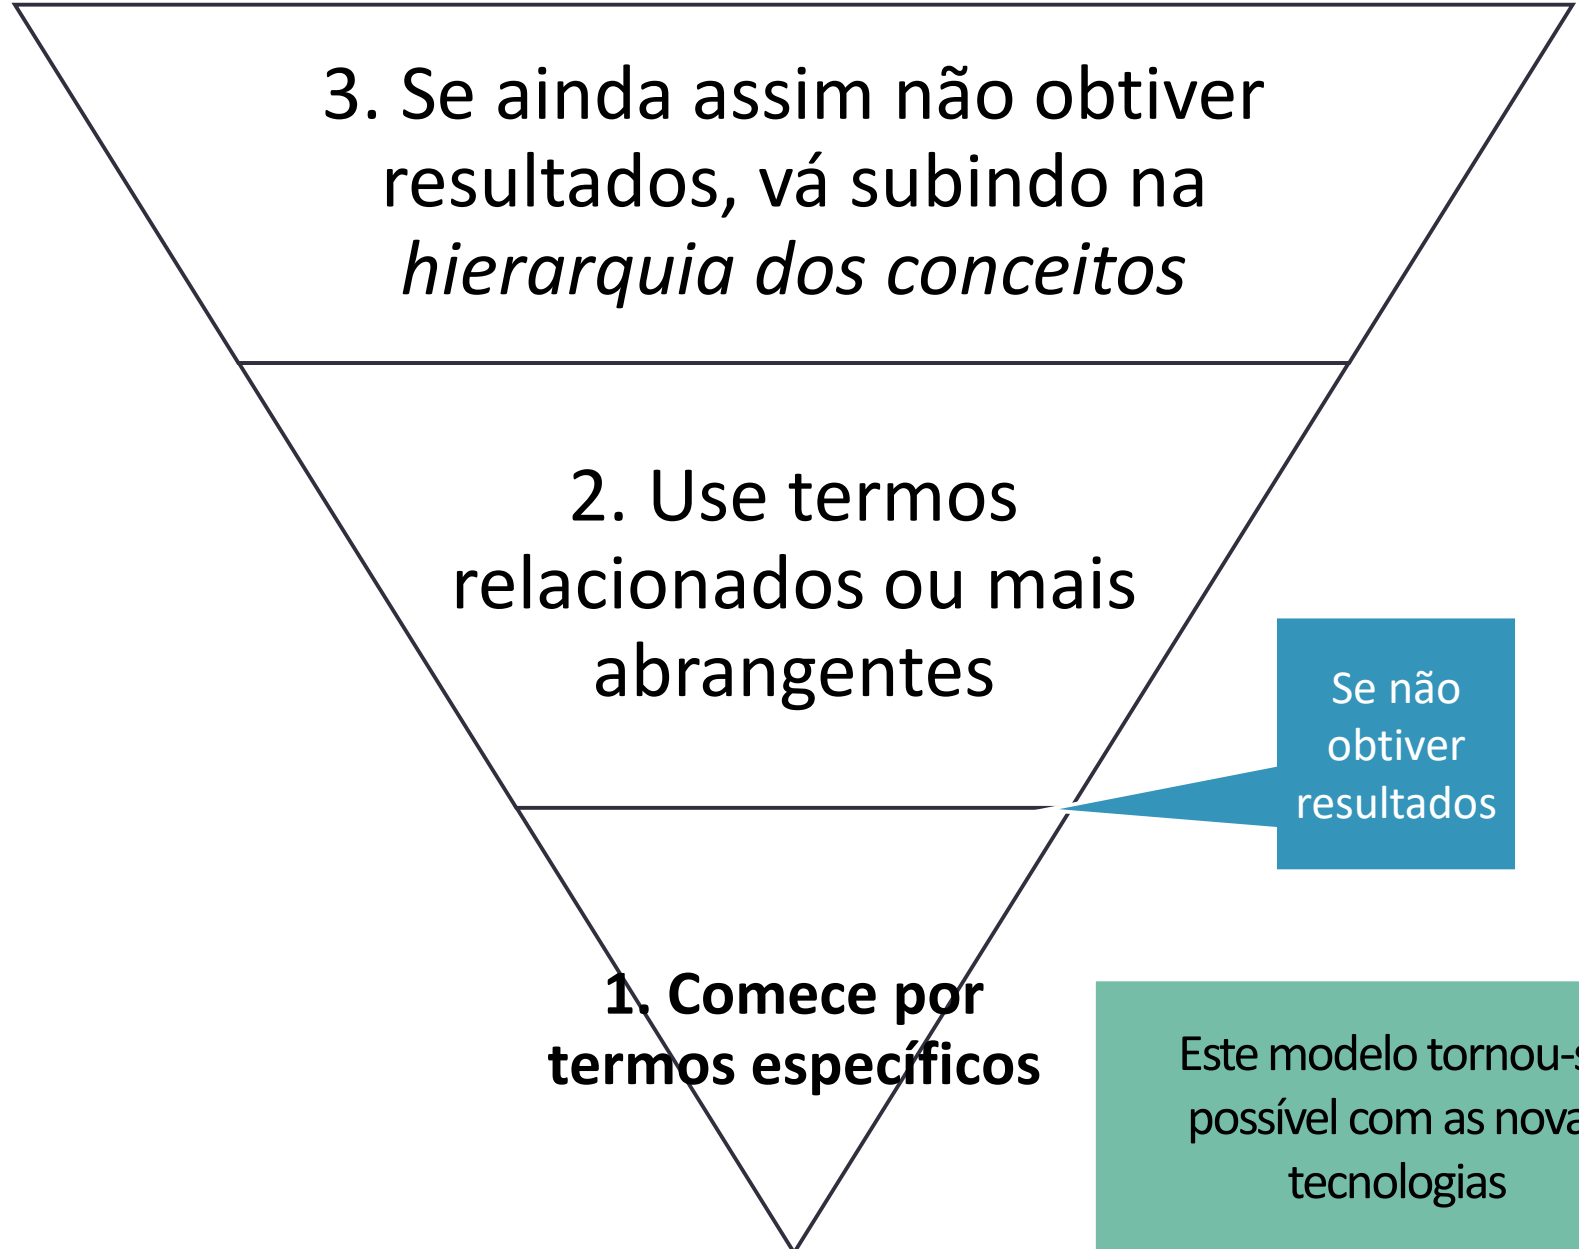 3. Se ainda assim não obtiver
resultados, vá subindo na
hierarquia dos conceitos
2. Use termos
relacionados ou mais
abrangentes
Se não
obtiver
resultados
1. Comece por
termos específicos
Este modelo tornou-s
possível com as nova
tecnologias